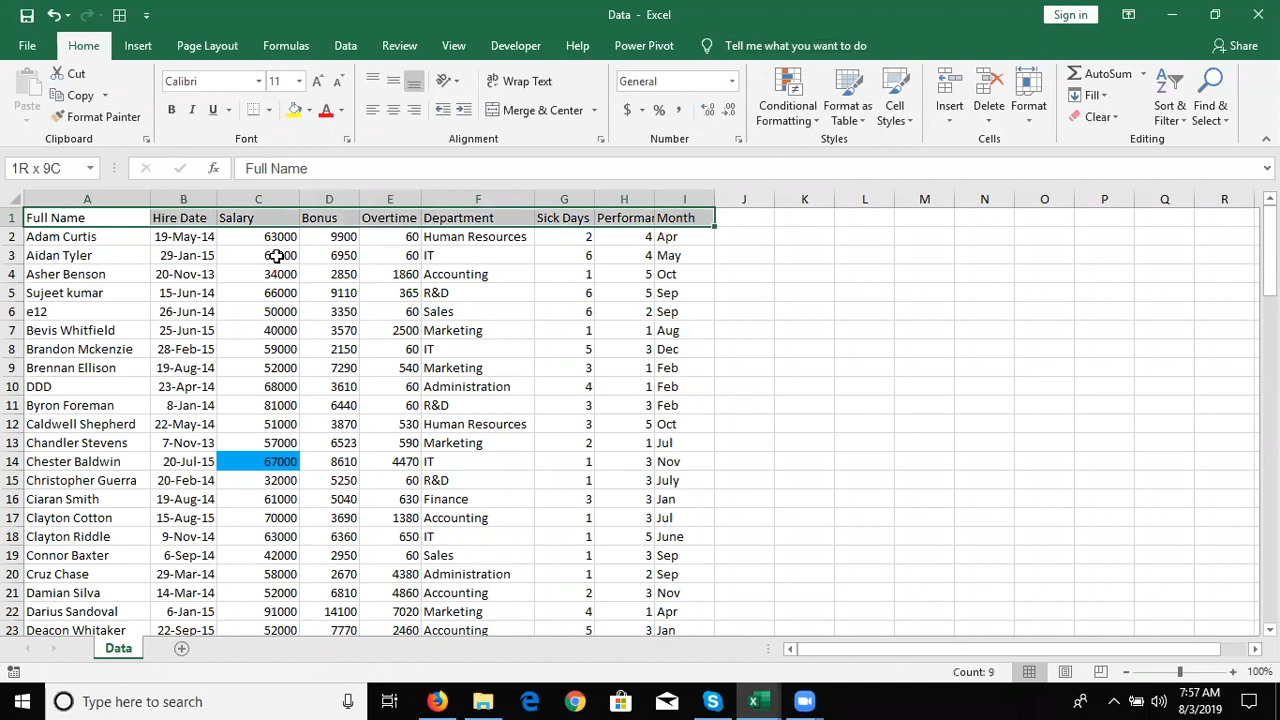 Data - Excel
Sign in
File Home Insert Page Layout Formulas Data Review View Developer Help Power Pivot Tell me what you want to do Share
Paste Cut Copy Format Painter Clipboard
Calibri 11 A A B I U A Font
Wrap Text Merge & Center Alignment
General $ % , Number
Conditional Formatting Format as Table Cell Styles Styles
Insert Delete Format Cells
AutoSum Fill Clear Sort & Filter Find & Select Editing
1R x 9C fx Full Name
A B C D E F G H I J K L M N O P Q R
1 Full Name Hire Date Salary Bonus Overtime Department Sick Days Performan Month
2 Adam Curtis 19-May-14 63000 9900 60 Human Resources 2 4 Apr
3 Aidan Tyler 29-Jan-15 6950 60 IT 6 4 May
4 Asher Benson 20-Nov-13 34000 2850 1860 Accounting 1 5 Oct
5 Sujeet kumar 15-Jun-14 66000 9110 365 R&D 6 5 Sep
6 e12 26-Jun-14 50000 3350 60 Sales 6 2 Sep
7 Bevis Whitfield 25-Jun-15 40000 3570 2500 Marketing 1 1 Aug
8 Brandon Mckenzie 28-Feb-15 59000 2150 60 IT 5 3 Dec
9 Brennan Ellison 19-Aug-14 52000 7290 540 Marketing 3 1 Feb
10 DDD 23-Apr-14 68000 3610 60 Administration 4 1 Feb
11 Byron Foreman 8-Jan-14 81000 6440 60 R&D 3 3 Feb
12 Caldwell Shepherd 22-May-14 51000 3870 530 Human Resources 3 5 Oct
13 Chandler Stevens 7-Nov-13 57000 6523 590 Marketing 2 1 Jul
14 Chester Baldwin 20-Jul-15 67000 8610 4470 IT 1 3 Nov
15 Christopher Guerra 20-Feb-14 32000 5250 60 R&D 1 3 July
16 Ciaran Smith 19-Aug-14 61000 5040 630 Finance 3 3 Jan
17 Clayton Cotton 15-Aug-15 70000 3690 1380 Accounting 1 3 Jul
18 Clayton Riddle 9-Nov-14 63000 6360 650 IT 1 5 June
19 Connor Baxter 6-Sep-14 42000 2950 60 Sales 1 3 Sep
20 Cruz Chase 29-Mar-14 58000 2670 4380 Administration 1 2 Sep
21 Damian Silva 14-Mar-14 52000 6810 4860 Accounting 2 3 Nov
22 Darius Sandoval 6-Jan-15 91000 14100 7020 Marketing 4 1 Apr
23 Deacon Whitaker 22-Sep-15 52000 7770 2460 Accounting 5 3 Jan
Data
Count: 9 100%
Type here to search
7:57 AM
8/3/2019